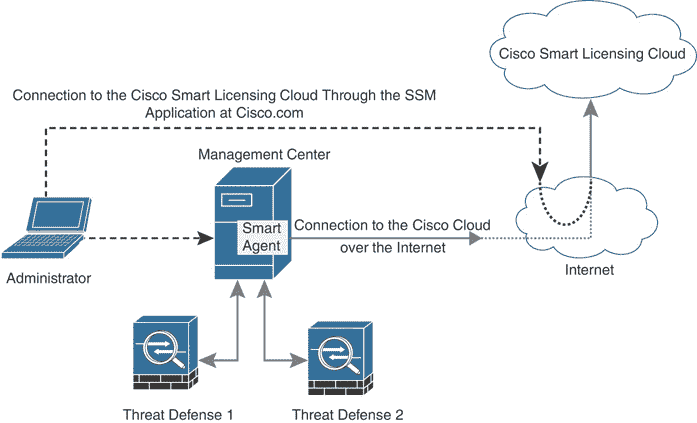 Cisco Smart Licensing Cloud
Connection to the Cisco Smart Licensing Cloud Through the SSM
Application at Cisco.com
Management Center
Smart
Agent
Connection to the Cisco Cloud
over the Internet
Administrator
Internet
Threat Defense 1
Threat Defense 2